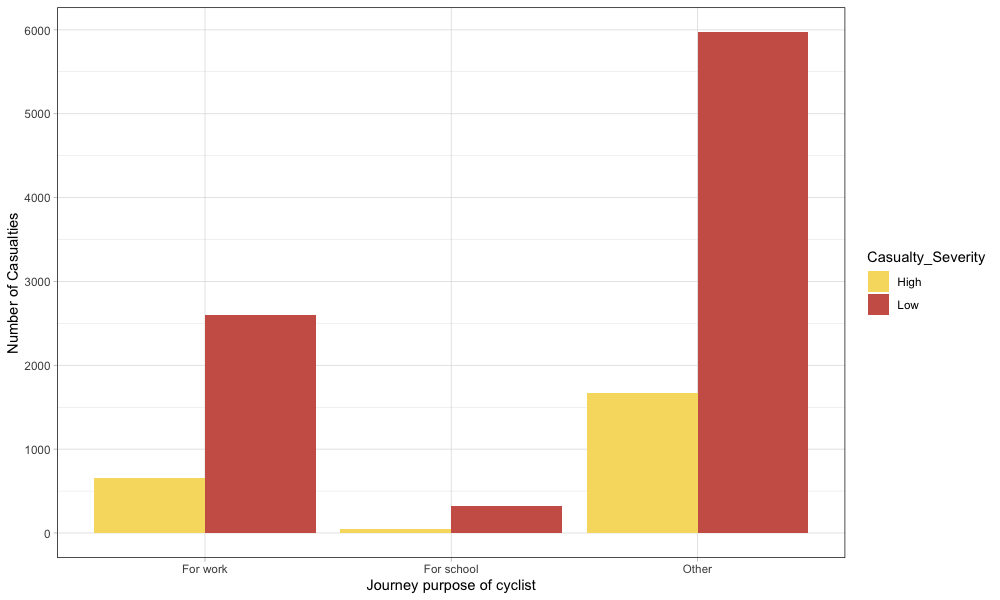 6000
5000
4000
3000
2000
1000
0
Number of Casualties
For work
For school
Other
Journey purpose of cyclist
Casualty_Severity
High
Low